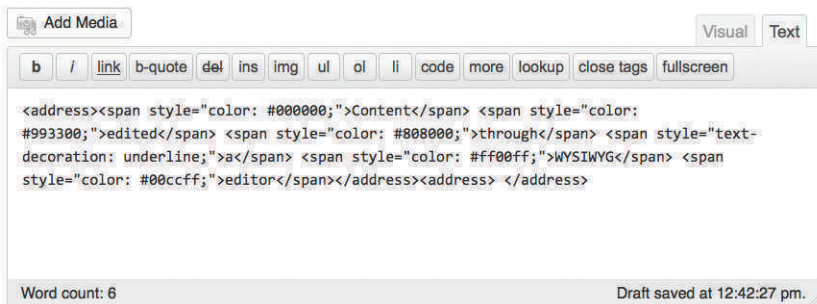 Add Media
Visual Text
b i link b-quote del ins img ul ol li code more lookup close tags fullscreen
<address><span style="color: #000000;">Content</span> <span style="color:
#993300;">edited</span> <span style="color: #808000;">through</span> <span style="text-
decoration: underline;">a</span> <span style="color: #ff00ff;">WYSIWYG</span> <span
style="color: #00ccff;">editor</span></address><address> </address>
Word count: 6 Draft saved at 12:42:27 pm.